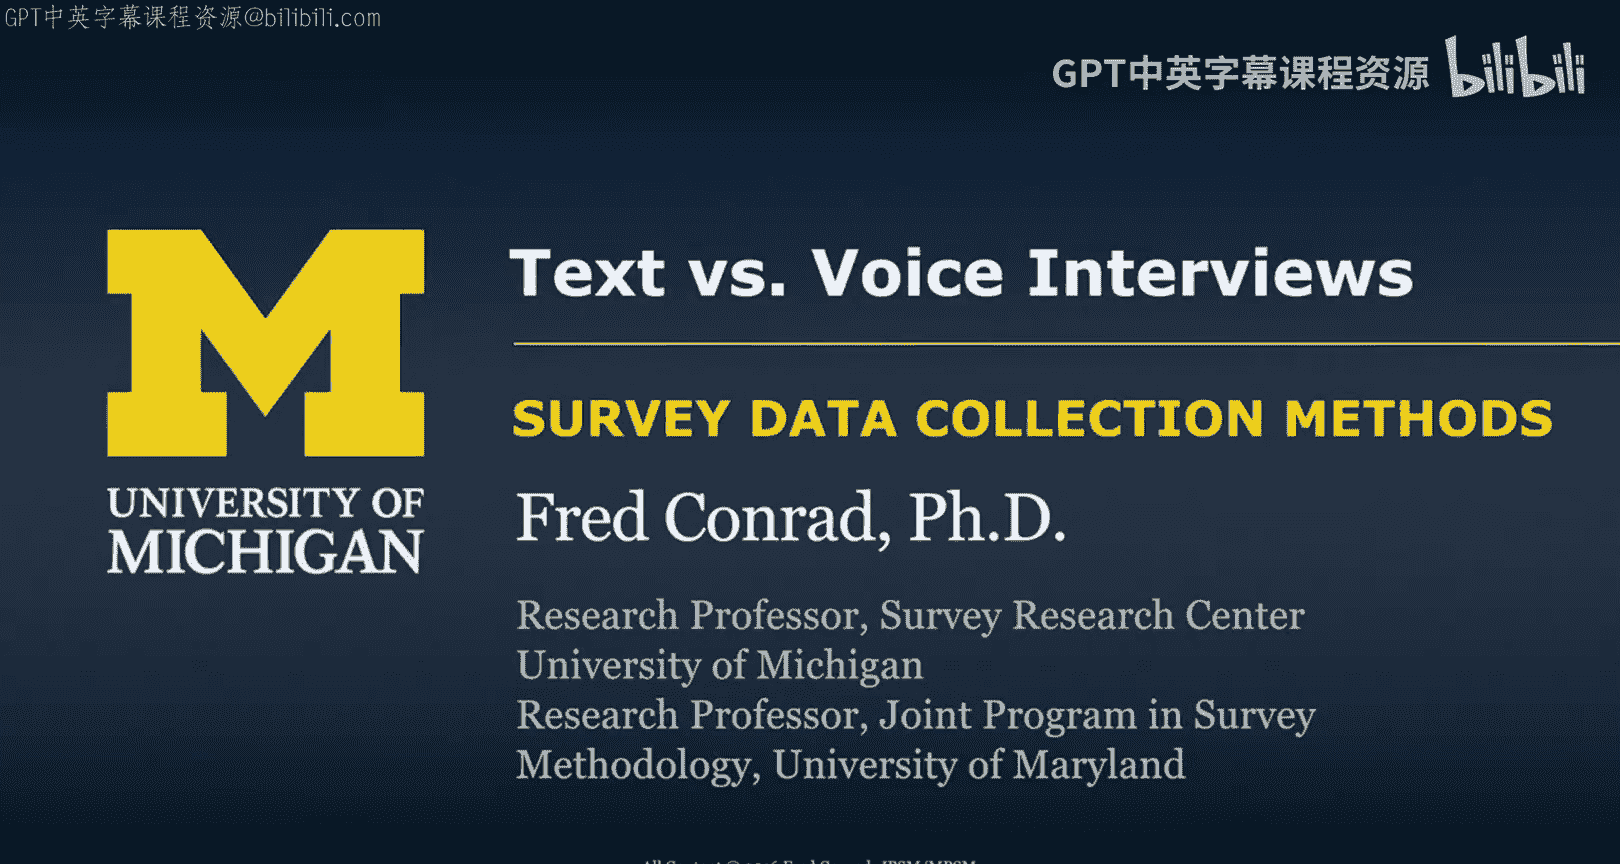 GPT中英字幕课程资源@bilibili.com
GPT中英字幕课程资源 bilibili
Text vs. Voice Interviews
SURVEY DATA COLLECTION METHODS
Fred Conrad, Ph.D.
Research Professor, Survey Research Center
University of Michigan
Research Professor, Joint Program in Survey
Methodology, University of Maryland
M
UNIVERSITY OF
MICHIGAN